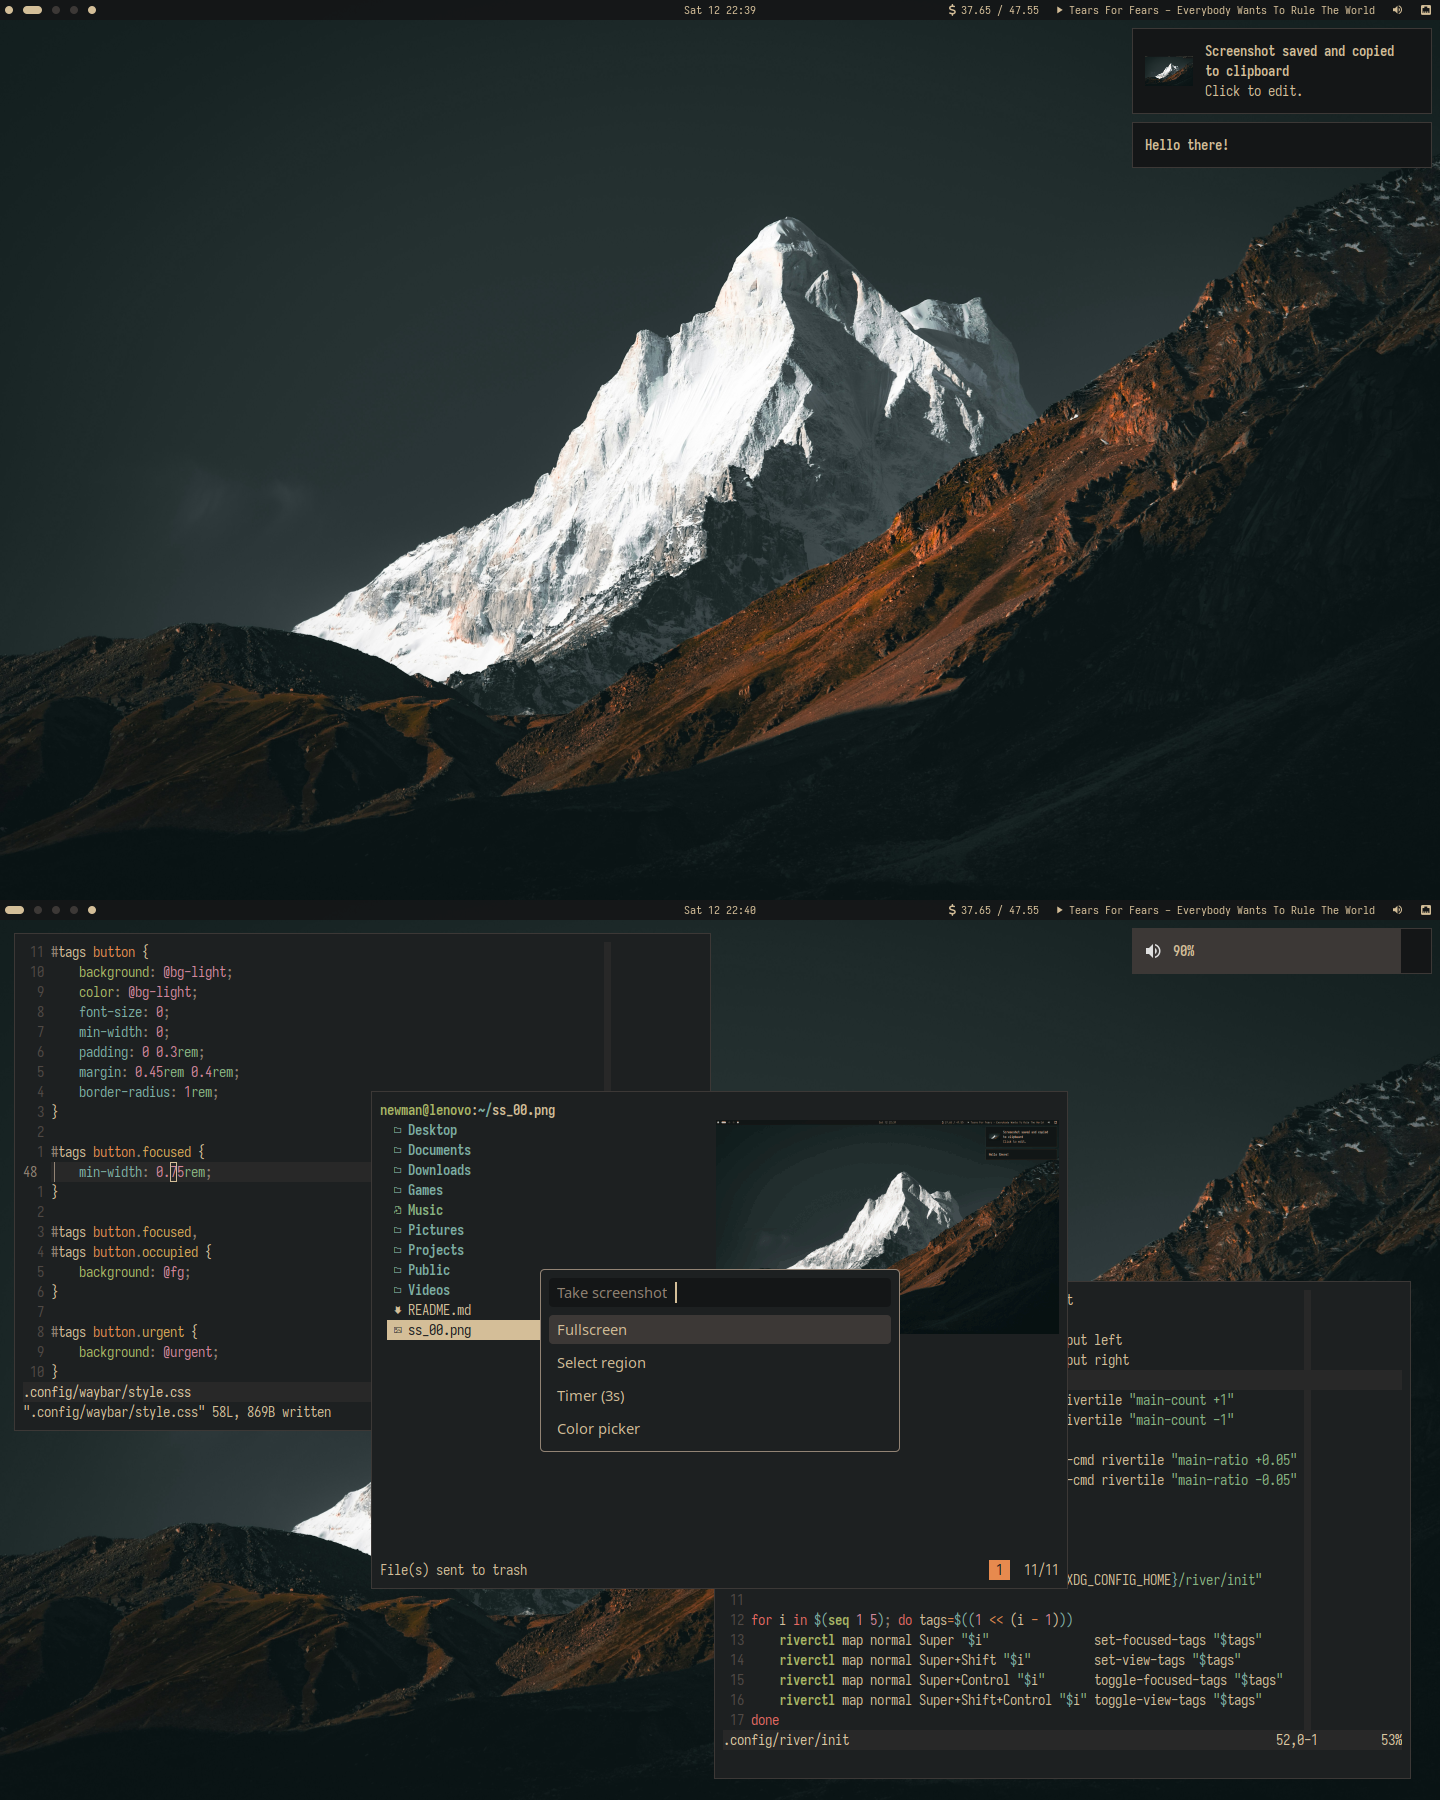 Sat 12 22:39
$ 37.65 / 47.55
Tears For Fears - Everybody Wants To Rule The World
Screenshot saved and copied
to clipboard
Click to edit.
Hello there!
Sat 12 22:40
$ 37.65 / 47.55
Tears For Fears - Everybody Wants To Rule The World
90%
11 #tags button {
10 background: @bg-light;
9 color: @bg-light;
8 font-size: 0;
7 min-width: 0;
6 padding: 0 0.3rem;
5 margin: 0.45rem 0.4rem;
4 border-radius: 1rem;
3 }
2
1 #tags button.focused {
48 min-width: 0.75rem;
1 }
2
3 #tags button.focused,
4 #tags button.occupied {
5 background: @fg;
6 }
7
8 #tags button.urgent {
9 background: @urgent;
10 }
.config/waybar/style.css
".config/waybar/style.css" 58L, 869B written
newman@lenovo:~/ss_00.png
Desktop
Documents
Downloads
Games
Music
Pictures
Projects
Public
Videos
README.md
ss_00.png
File(s) sent to trash
1 11/11
Take screenshot
Fullscreen
Select region
Timer (3s)
Color picker
t
put left
put right
ivertile "main-count +1"
ivertile "main-count -1"
-cmd rivertile "main-ratio +0.05"
-cmd rivertile "main-ratio -0.05"
XDG_CONFIG_HOME}/river/init"
11
12 for i in $(seq 1 5); do tags=$((1 << (i - 1)))
13 riverctl map normal Super "$i" set-focused-tags "$tags"
14 riverctl map normal Super+Shift "$i" set-view-tags "$tags"
15 riverctl map normal Super+Control "$i" toggle-focused-tags "$tags"
16 riverctl map normal Super+Shift+Control "$i" toggle-view-tags "$tags"
17 done
.config/river/init 52,0-1 53%